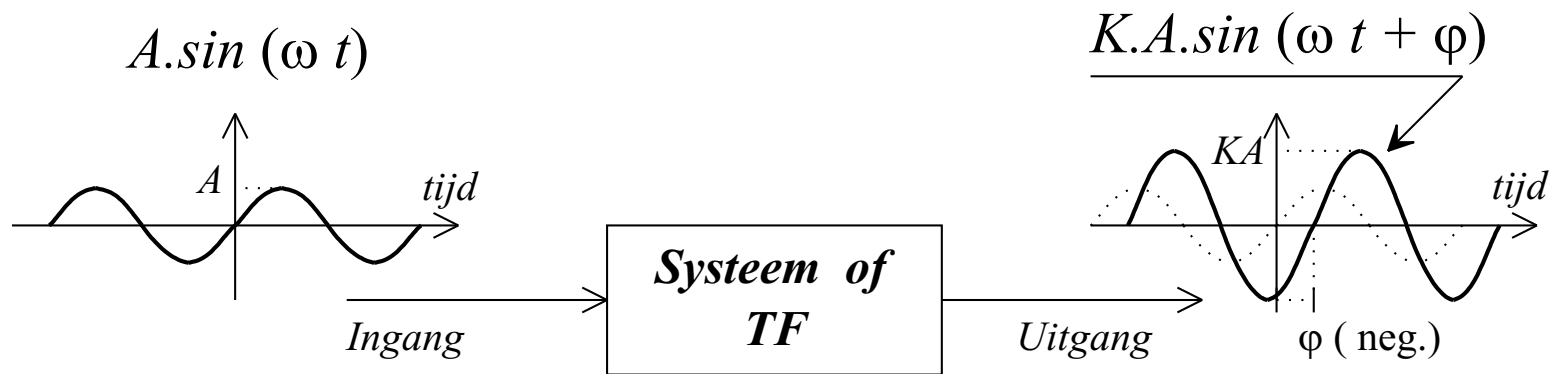 A.sin (ω t)
K.A.sin (ω t + φ)
A
tijd
KA
tijd
Systeem of
TF
Ingang
Uitgang
φ ( neg.)